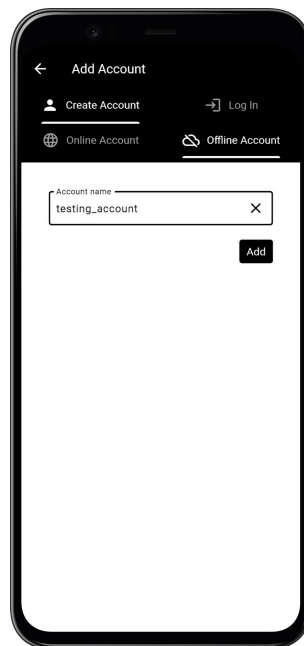 Add Account
Create Account
Log In
Online Account
Offline Account
Account name
testing_account
Add